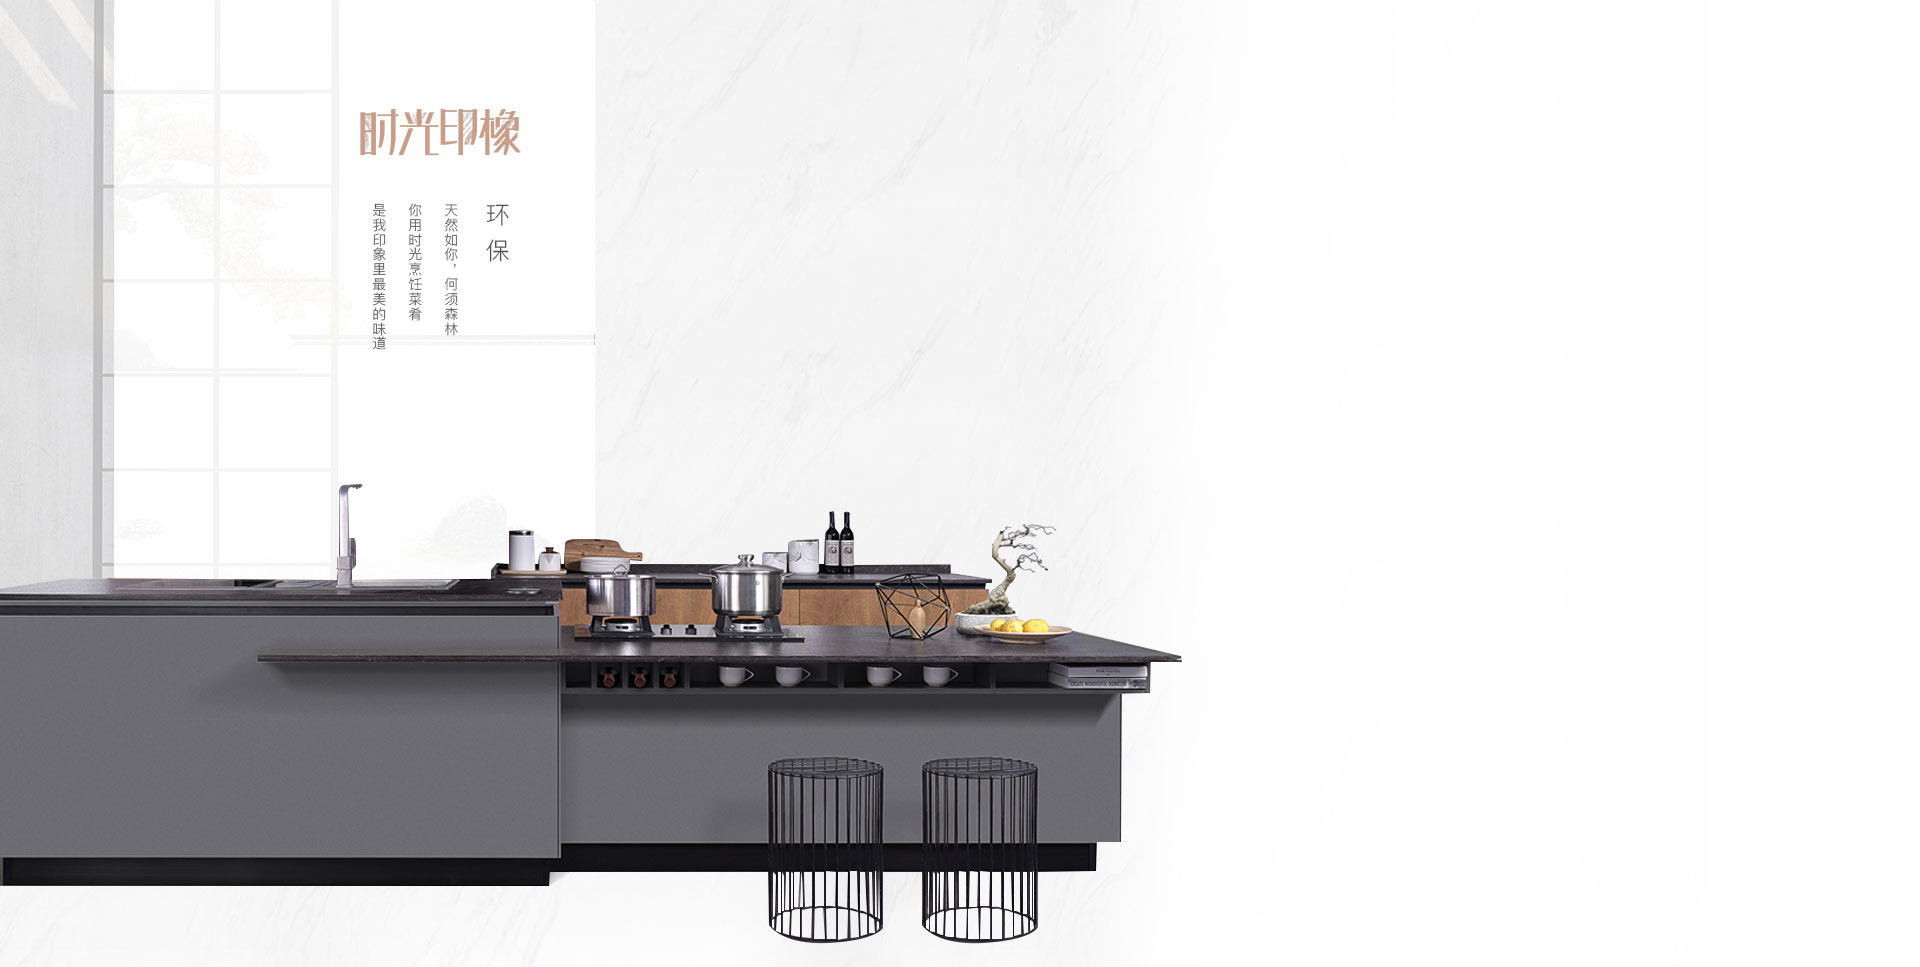 时光印橡
环保
天然如你，何须森林
你用时光烹饪菜肴
是我印象里最美的味道